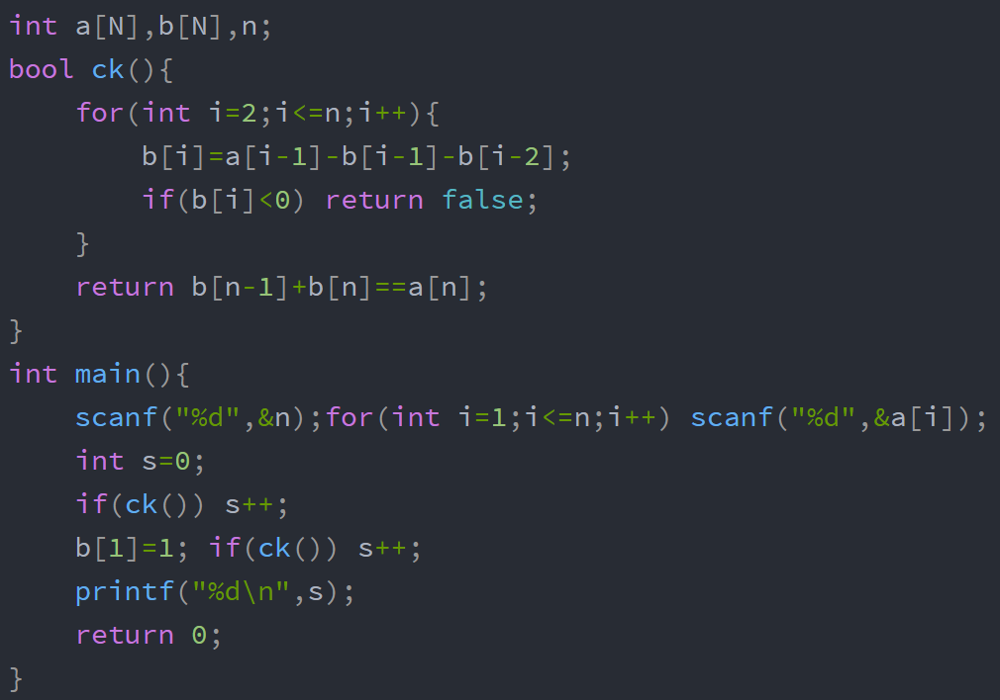 int a[N],b[N],n;
bool ck(){
    for(int i=2;i<=n;i++){
        b[i]=a[i-1]-b[i-1]-b[i-2];
        if(b[i]<0) return false;
    }
    return b[n-1]+b[n]==a[n];
}
int main(){
    scanf("%d",&n);for(int i=1;i<=n;i++) scanf("%d",&a[i]);
    int s=0;
    if(ck()) s++;
    b[1]=1; if(ck()) s++;
    printf("%d\n",s);
    return 0;
}